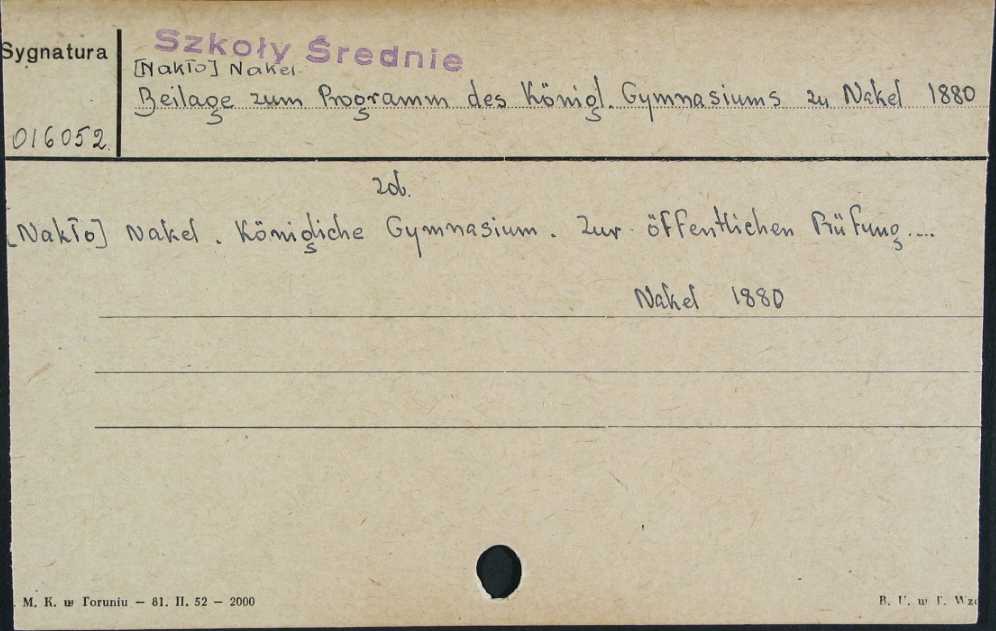 Sygnatura
Szkoły Średnie
[Nakło] Nakel
Beilage zum Programm des Königl. Gymnasiums zu Nakel 1880
016052.
zob.
[Nakło] Nakel. Königliche Gymnasium. Zur öffentlichen Prüfung....
Nakel 1880
M. K. w Toruniu — 81. II. 52 — 2000
B. U. w T. Wzó